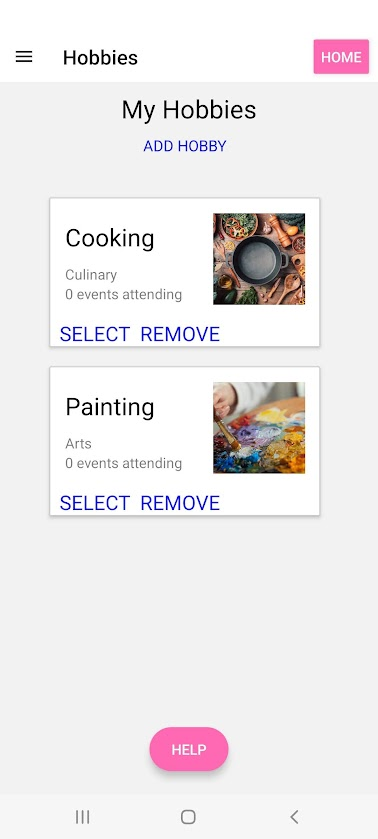 Hobbies
HOME
My Hobbies
ADD HOBBY
Cooking
Culinary
0 events attending
SELECT REMOVE
Painting
Arts
0 events attending
SELECT REMOVE
HELP